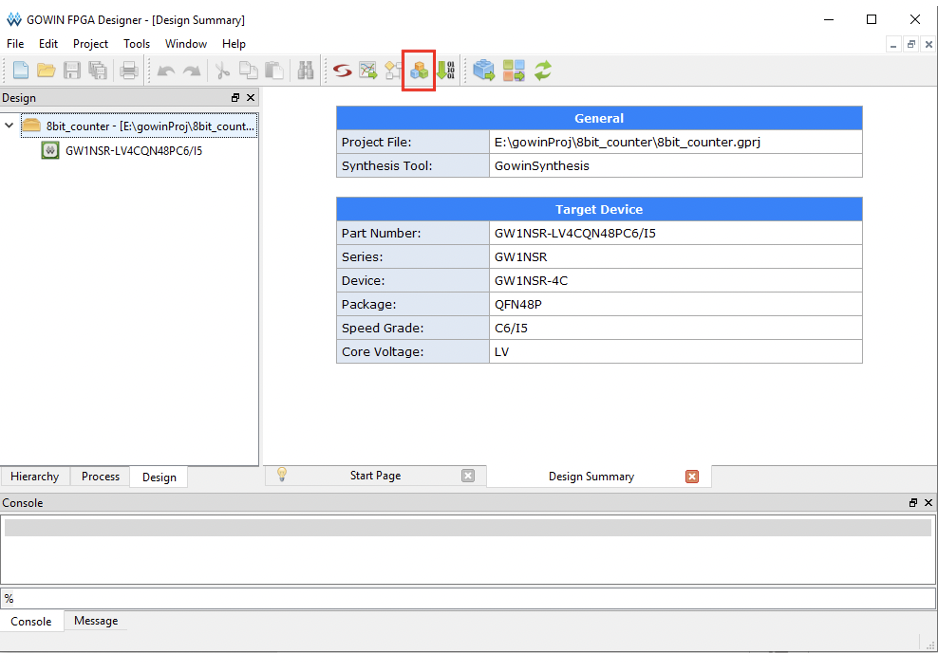 GOWIN FPGA Designer - [Design Summary]
File Edit Project Tools Window Help
Design
8bit_counter - [E:\gowinProj\8bit_count...
GW1NSR-LV4CQN48PC6/I5
General
Project File: E:\gowinProj\8bit_counter\8bit_counter.gprj
Synthesis Tool: GowinSynthesis
Target Device
Part Number: GW1NSR-LV4CQN48PC6/I5
Series: GW1NSR
Device: GW1NSR-4C
Package: QFN48P
Speed Grade: C6/I5
Core Voltage: LV
Hierarchy Process Design
Start Page Design Summary
Console
%
Console Message